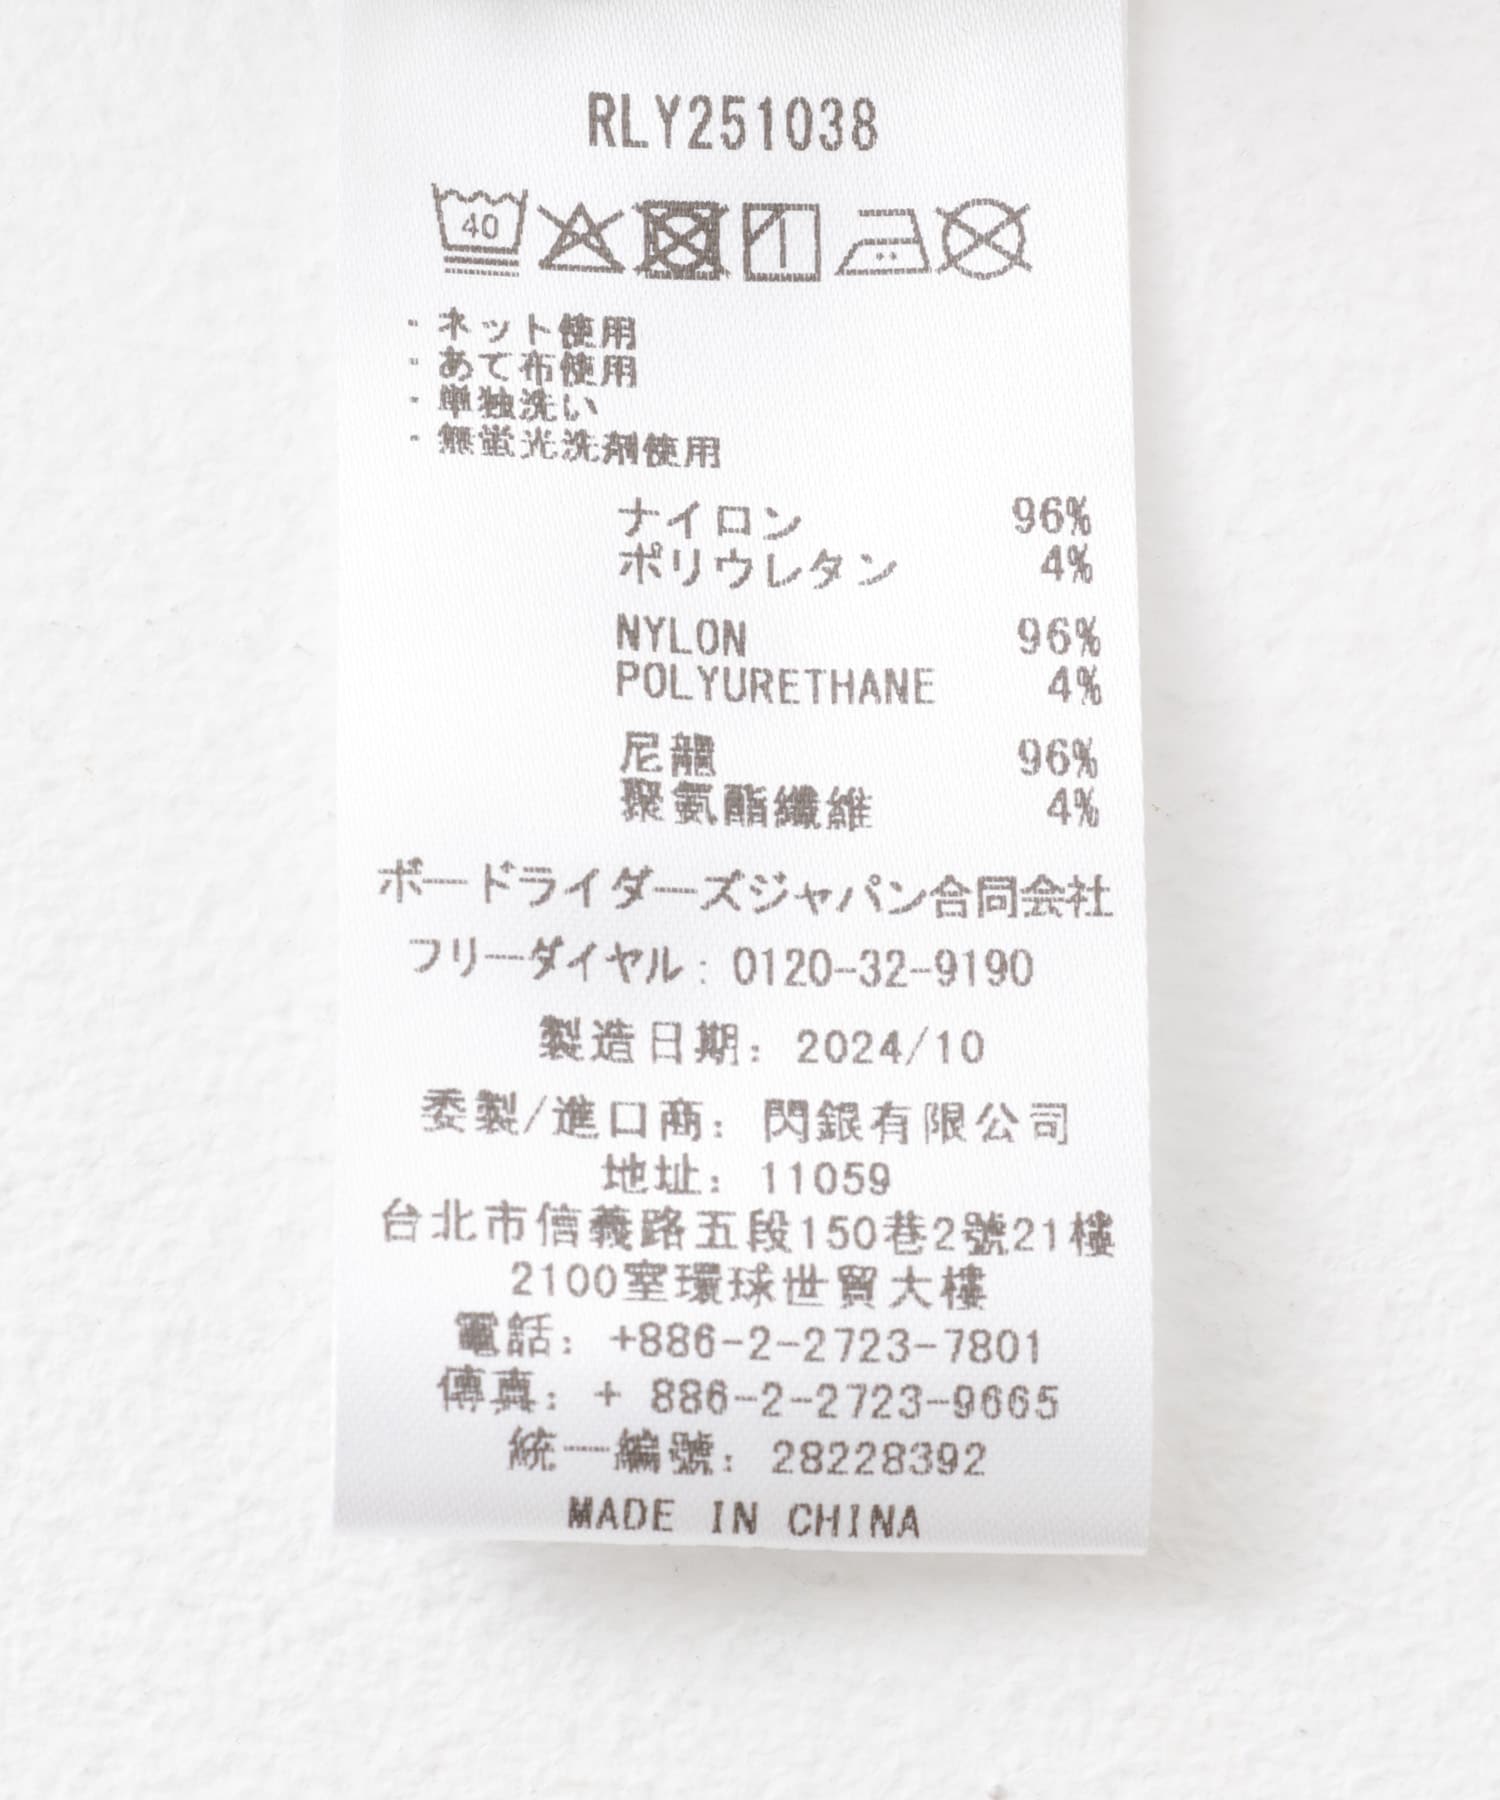 RLY251038
40
・ネット使用
・あて布使用
・単独洗い
・無蛍光洗剤使用
ナイロン 96%
ポリウレタン 4%
NYLON 96%
POLYURETHANE 4%
尼龍 96%
聚氨酯纖維 4%
ボードライダーズジャパン合同会社
フリーダイヤル: 0120-32-9190
製造日期: 2024/10
委製/進口商: 閃銀有限公司
地址: 11059
台北市信義路五段150巷2號21樓
2100室環球世貿大樓
電話: +886-2-2723-7801
傳真: + 886-2-2723-9665
統一編號: 28228392
MADE IN CHINA